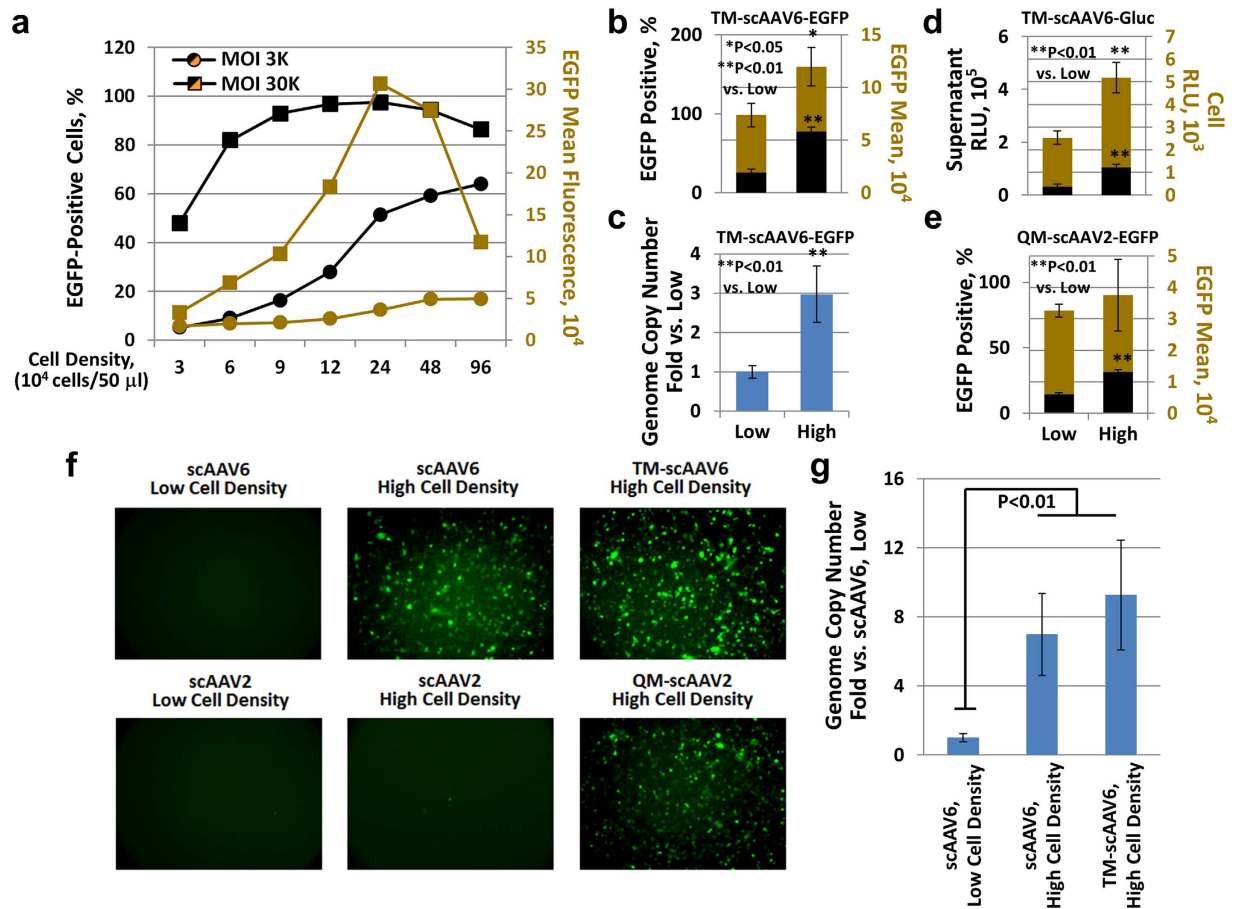 a
120
100
80
60
40
20
0
EGFP-Positive Cells, %
MOI 3K
MOI 30K
35
30
25
20
15
10
5
0
EGFP Mean Fluorescence, 10⁴
Cell Density,
(10⁴ cells/50 µl)
3 6 9 12 24 48 96
b
TM-scAAV6-EGFP
200
100
0
EGFP Positive, %
*P<0.05
**P<0.01
vs. Low
*
**
15
10
5
0
EGFP Mean, 10⁴
c
TM-scAAV6-EGFP
4
3
2
1
0
Genome Copy Number
Fold vs. Low
**P<0.01
vs. Low
**
Low High
d
TM-scAAV6-Gluc
6
4
2
0
Supernatant
RLU, 10⁵
**P<0.01
vs. Low
**
**
7
6
5
4
3
2
1
0
Cell
RLU, 10³
e
QM-scAAV2-EGFP
100
50
0
EGFP Positive, %
**P<0.01
vs. Low
**
5
4
3
2
1
0
EGFP Mean, 10⁴
Low High
f
scAAV6
Low Cell Density
scAAV6
High Cell Density
TM-scAAV6
High Cell Density
scAAV2
Low Cell Density
scAAV2
High Cell Density
QM-scAAV2
High Cell Density
g
16
12
8
4
0
Genome Copy Number
Fold vs. scAAV6, Low
P<0.01
scAAV6,
Low Cell Density
scAAV6,
High Cell Density
TM-scAAV6,
High Cell Density